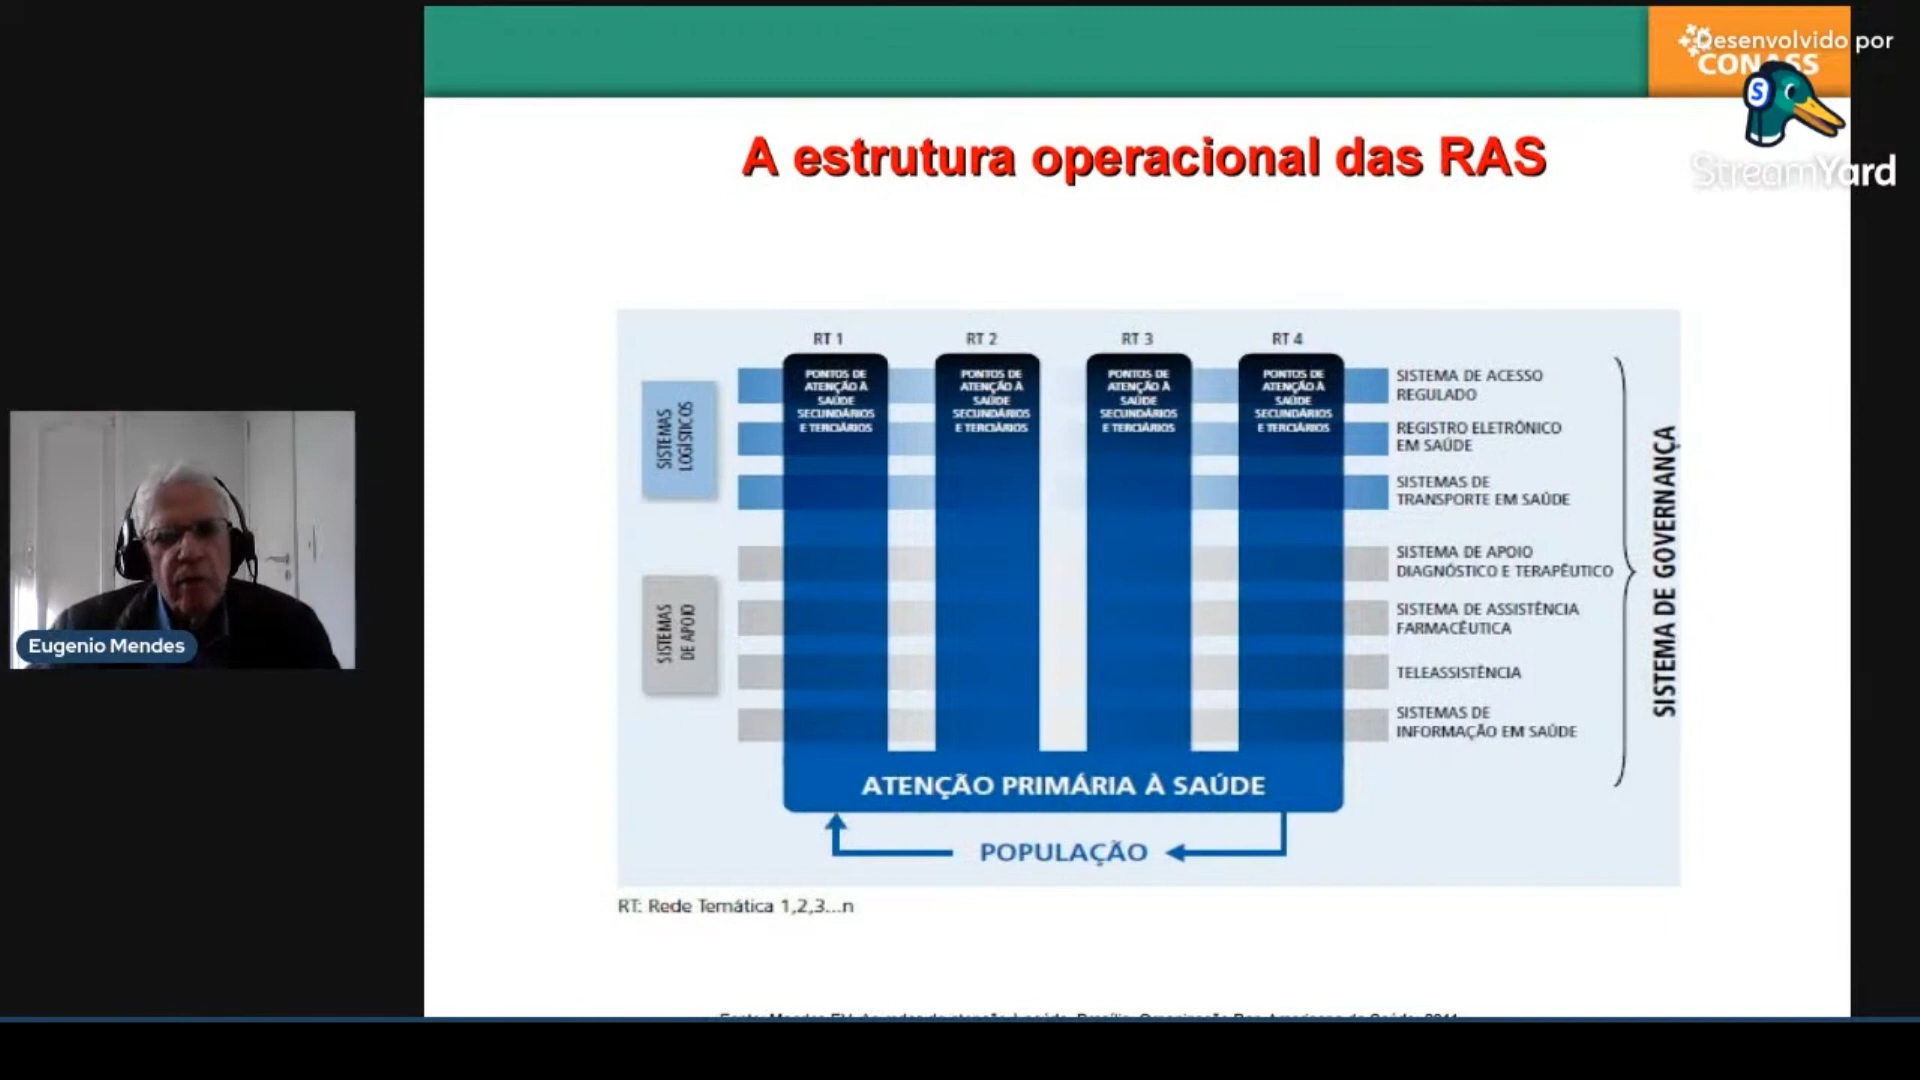 Desenvolvido por
CONASS
StreamYard
A estrutura operacional das RAS
RT 1
RT 2
RT 3
RT 4
PONTOS DE
ATENÇÃO À
SAÚDE
SECUNDÁRIOS
E TERCIÁRIOS
PONTOS DE
ATENÇÃO À
SAÚDE
SECUNDÁRIOS
E TERCIÁRIOS
PONTOS DE
ATENÇÃO À
SAÚDE
SECUNDÁRIOS
E TERCIÁRIOS
PONTOS DE
ATENÇÃO À
SAÚDE
SECUNDÁRIOS
E TERCIÁRIOS
SISTEMAS
LOGÍSTICOS
SISTEMA DE ACESSO
REGULADO
REGISTRO ELETRÔNICO
EM SAÚDE
SISTEMAS DE
TRANSPORTE EM SAÚDE
SISTEMAS
DE APOIO
SISTEMA DE APOIO
DIAGNÓSTICO E TERAPÊUTICO
SISTEMA DE ASSISTÊNCIA
FARMACÊUTICA
TELEASSISTÊNCIA
SISTEMAS DE
INFORMAÇÃO EM SAÚDE
SISTEMA DE GOVERNANÇA
ATENÇÃO PRIMÁRIA À SAÚDE
POPULAÇÃO
RT: Rede Temática 1,2,3...n
Eugenio Mendes